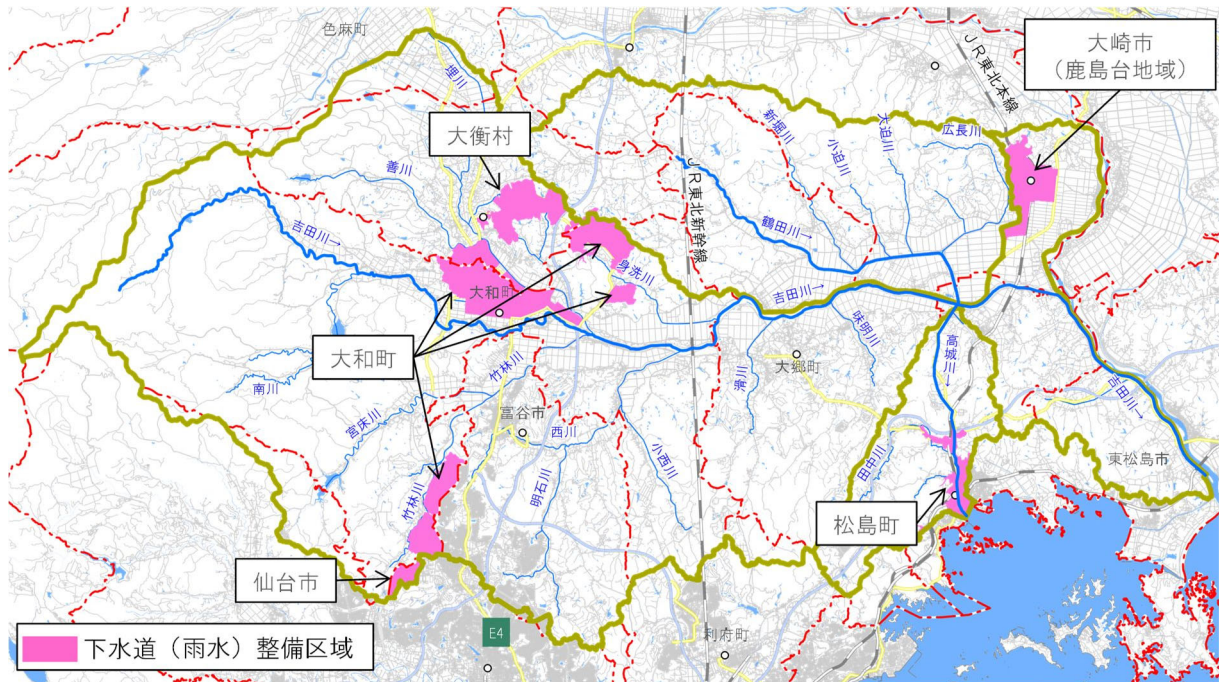 色麻町
埋川
JR東北本線
大崎市
(鹿島台地域)
大衡村
新堀川
小迫川
大迫川
広長川
善川
JR東北新幹線
吉田川→
鶴田川→
身洗川
吉田川→
大和町
味明川
高城川→
大和町
竹林川
滑川
大郷町
吉田川→
南川
宮床川
富谷市
西川
小西川
田中川
東松島市
竹林川
明石川
松島町
仙台市
E4
利府町
下水道(雨水)整備区域